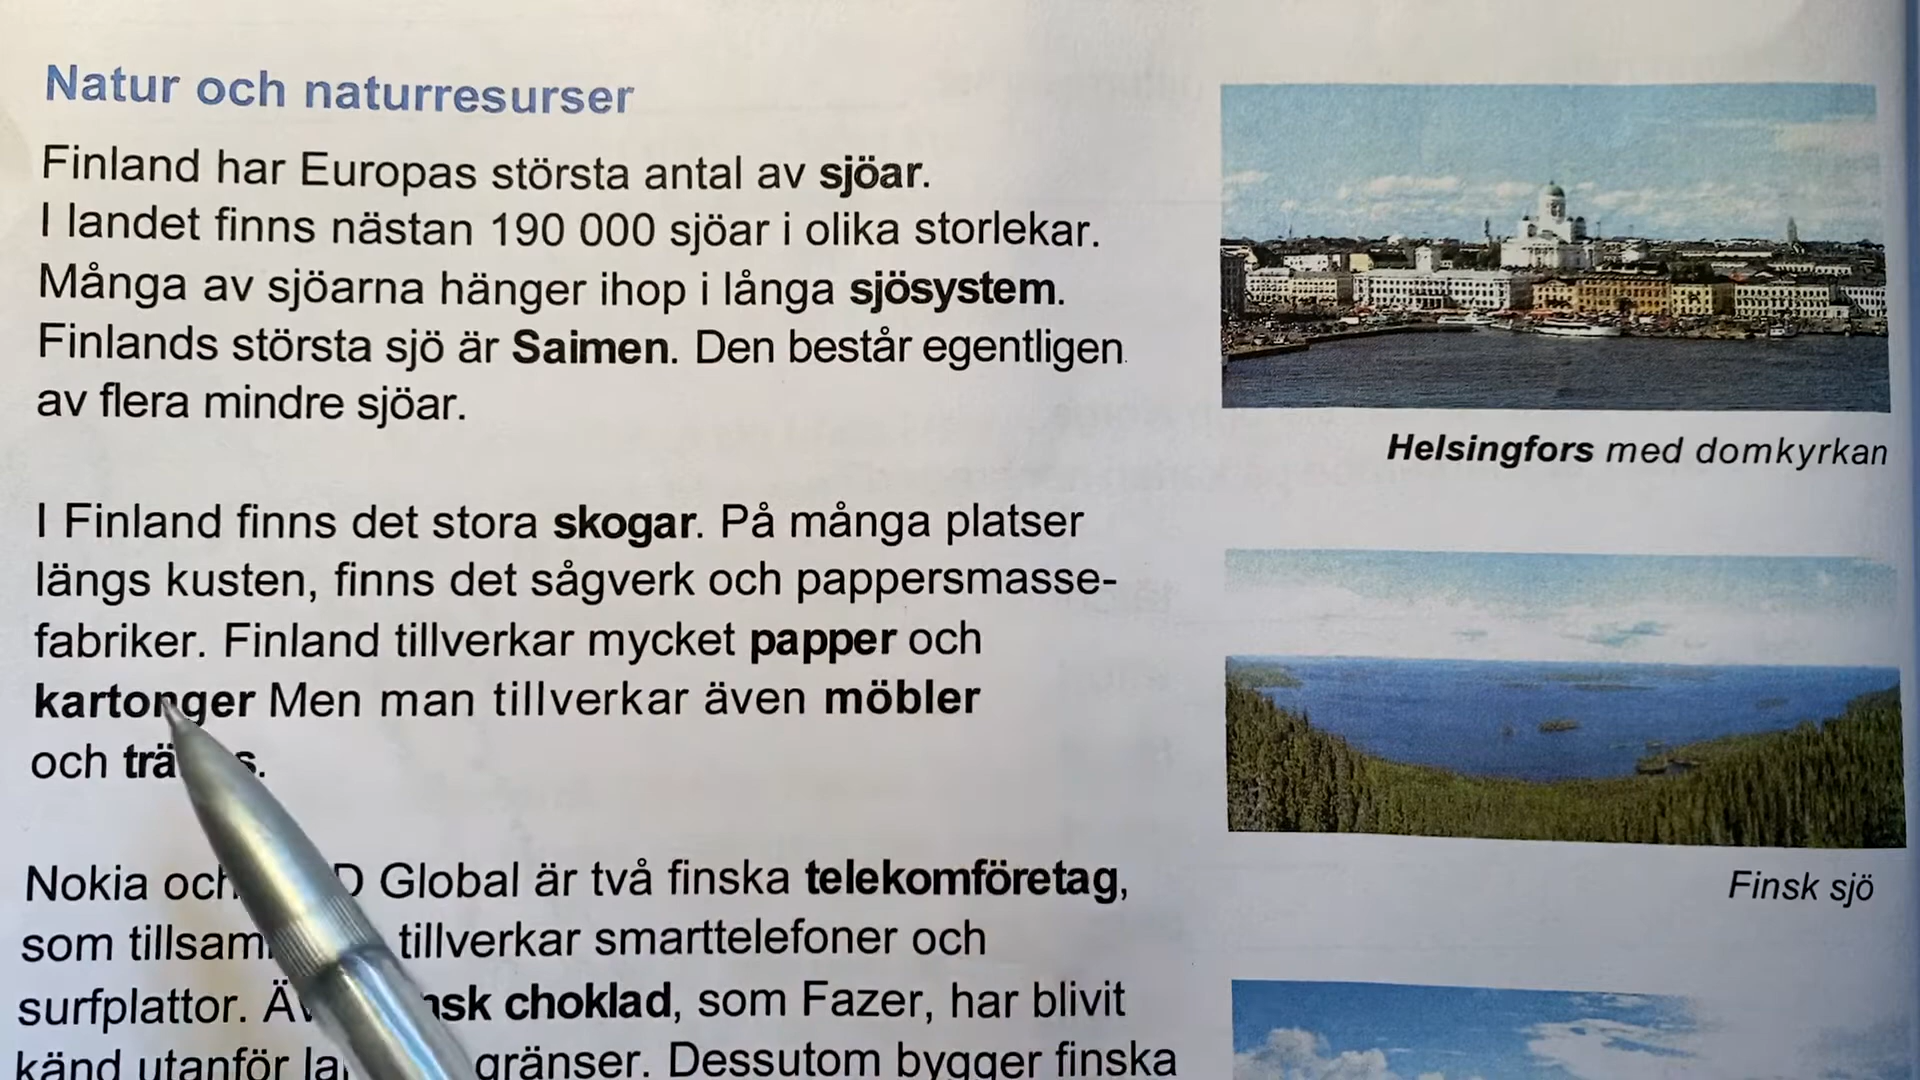 Natur och naturresurser
Finland har Europas största antal av sjöar.
I landet finns nästan 190 000 sjöar i olika storlekar.
Många av sjöarna hänger ihop i långa sjösystem.
Finlands största sjö är Saimen. Den består egentligen
av flera mindre sjöar.
I Finland finns det stora skogar. På många platser
längs kusten, finns det sågverk och pappersmasse-
fabriker. Finland tillverkar mycket papper och
kartonger Men man tillverkar även möbler
och
Nokia Global är två finska telekomföretag,
som tillverkar smarttelefoner och
surfplattor. choklad, som Fazer, har blivit
känd utanför gränser. Dessutom bygger finska
Helsingfors med domkyrkan
Finsk sjö